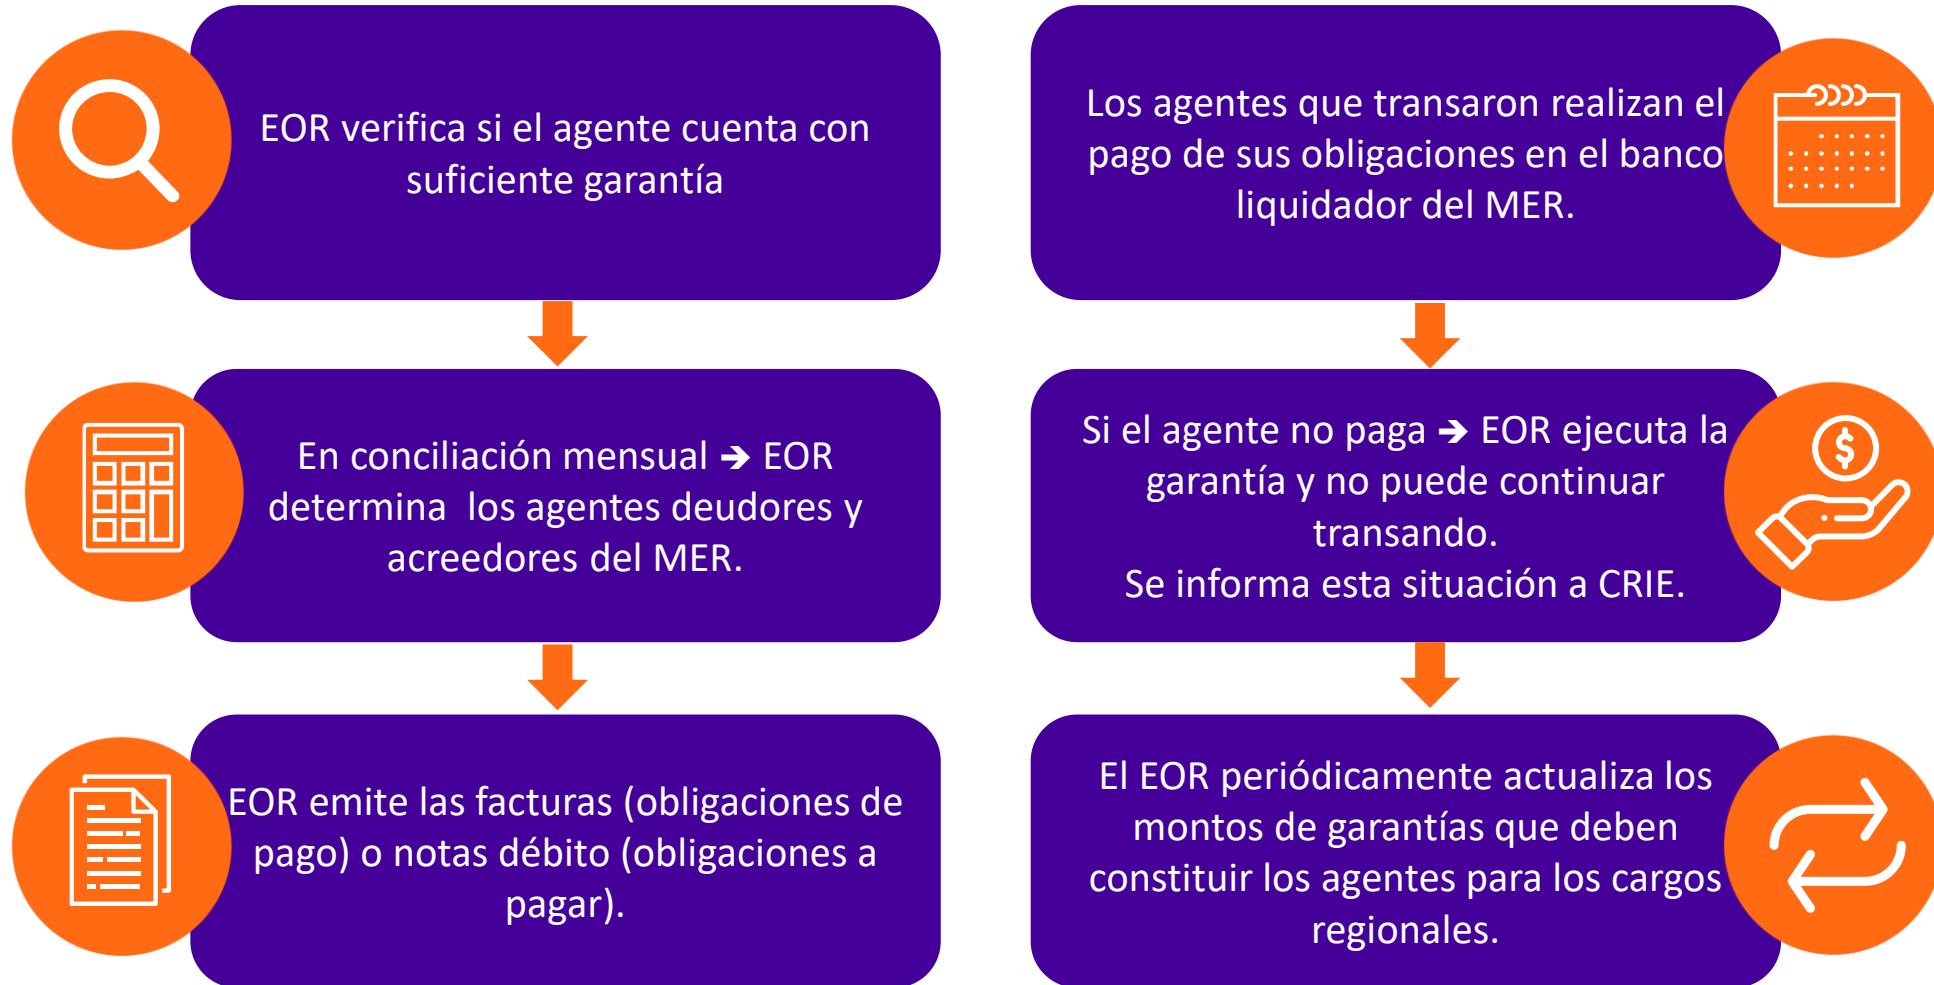 EOR verifica si el agente cuenta con
suficiente garantía
En conciliación mensual ➔ EOR
determina los agentes deudores y
acreedores del MER.
EOR emite las facturas (obligaciones de
pago) o notas débito (obligaciones a
pagar).
Los agentes que transaron realizan el
pago de sus obligaciones en el banco
liquidador del MER.
Si el agente no paga ➔ EOR ejecuta la
garantía y no puede continuar
transando.
Se informa esta situación a CRIE.
El EOR periódicamente actualiza los
montos de garantías que deben
constituir los agentes para los cargos
regionales.